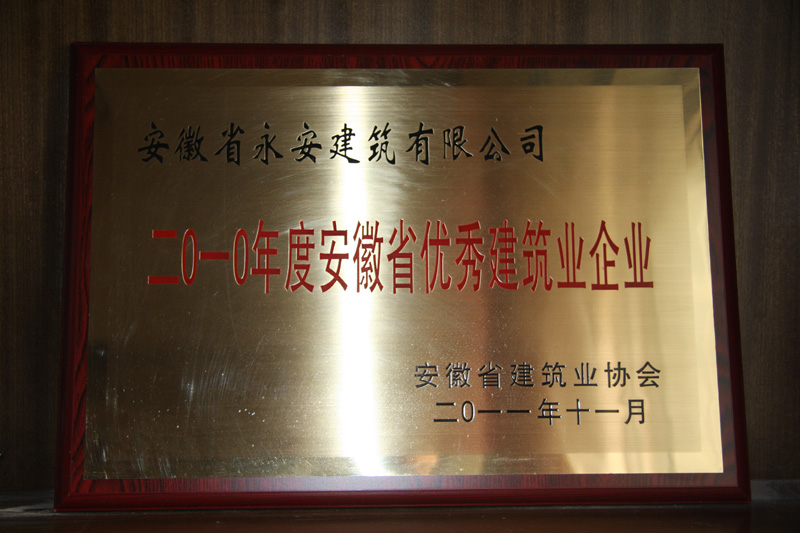 安徽省永安建筑有限公司
二0一0年度安徽省优秀建筑业企业
安徽省建筑业协会
二0一一年十一月